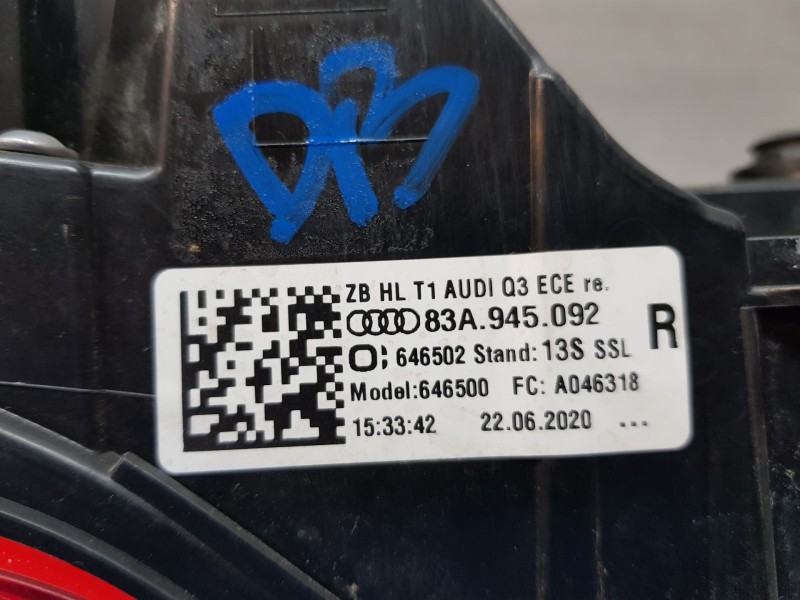 ZB HL T1 AUDI Q3 ECE re.
83A.945.092 R
646502 Stand: 13S SSL
Model:646500 FC: A046318
15:33:42 22.06.2020 ...